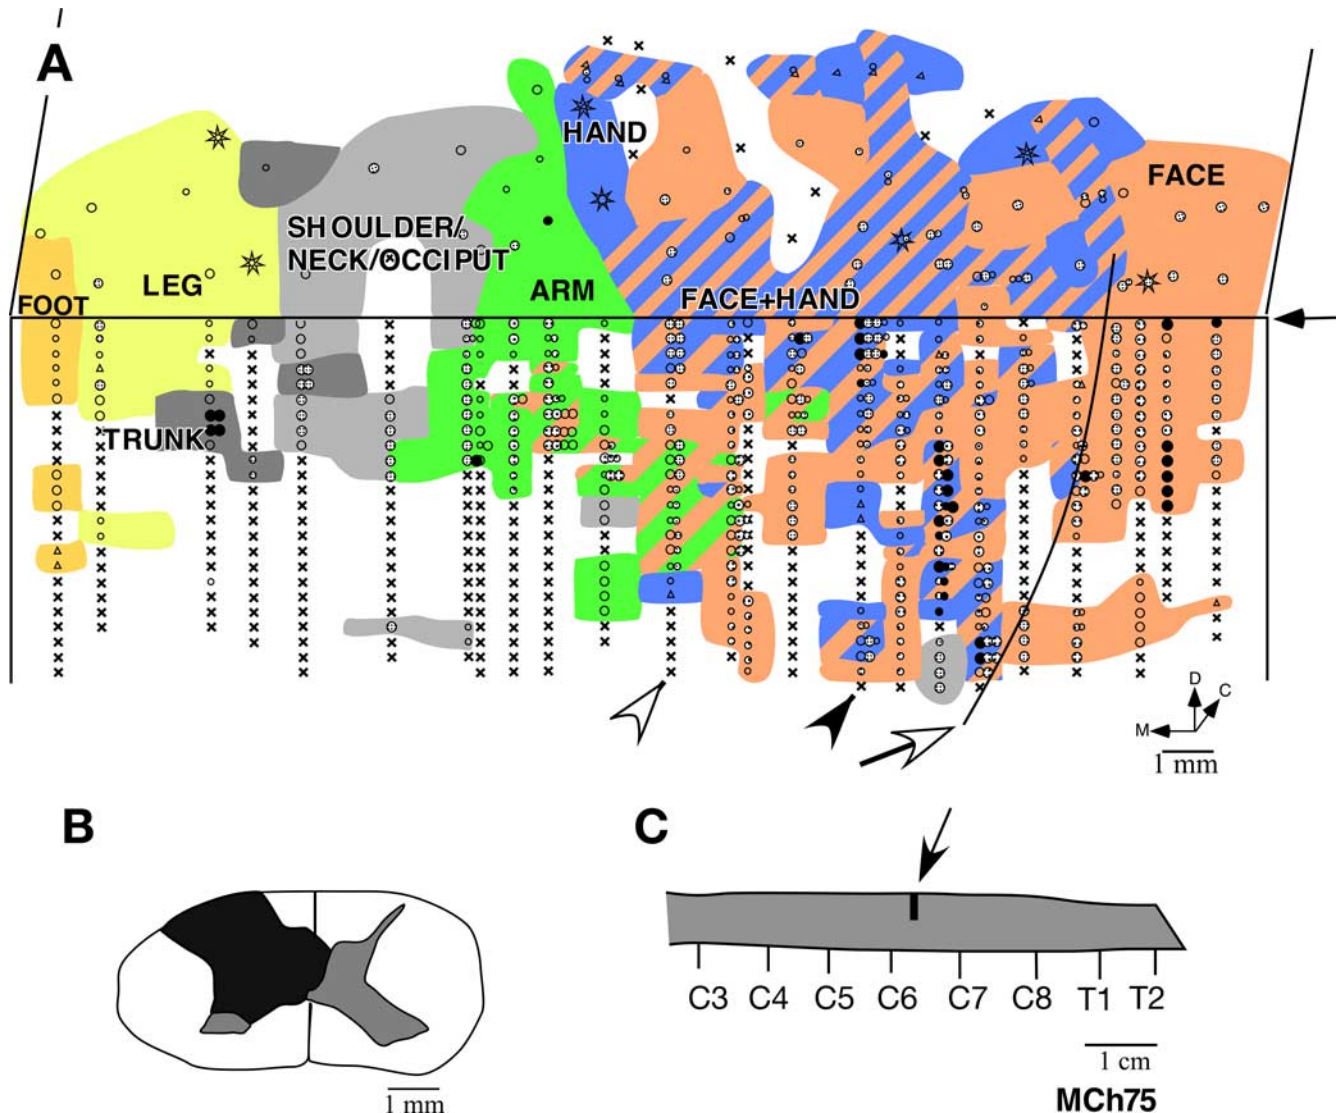 A
HAND
FACE
SHOULDER/
NECK/OCCIPUT
LEG
ARM
FOOT
FACE+HAND
TRUNK
D
C
M
1 mm
B
C
C3 C4 C5 C6 C7 C8 T1 T2
1 mm
1 cm
MCh75